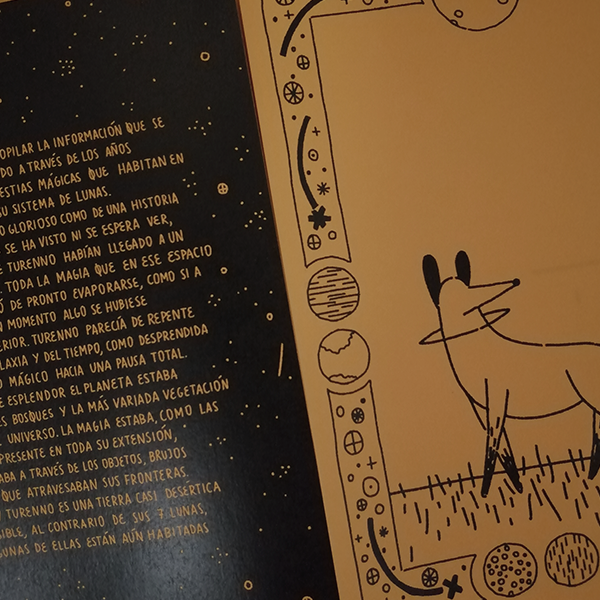 OPILAR LA INFORMACIÓN QUE SE
DO A TRAVÉS DE LOS AÑOS
ESTIAS MÁGICAS QUE HABITAN EN
SU SISTEMA DE LUNAS.
O GLORIOSO COMO DE UNA HISTORIA
SE HA VISTO NI SE ESPERA VER,
E TURENNO HABÍAN LLEGADO A UN
. TODA LA MAGIA QUE EN ESE ESPACIO
Ó DE PRONTO EVAPORARSE, COMO SI A
N MOMENTO ALGO SE HUBIESE
ERIOR. TURENNO PARECÍA DE REPENTE
LAXIA Y DEL TIEMPO, COMO DESPRENDIDA
O MÁGICO HACIA UNA PAUSA TOTAL.
E ESPLENDOR EL PLANETA ESTABA
ES BOSQUES Y LA MÁS VARIADA VEGETACIÓN
L UNIVERSO. LA MAGIA ESTABA, COMO LAS
PRESENTE EN TODA SU EXTENSIÓN,
ABA A TRAVÉS DE LOS OBJETOS, BRUJOS
QUE ATRAVESABAN SUS FRONTERAS.
Y TURENNO ES UNA TIERRA CASI DESÉRTICA
IBLE, AL CONTRARIO DE SUS 7 LUNAS,
GUNAS DE ELLAS ESTÁN AÚN HABITADAS